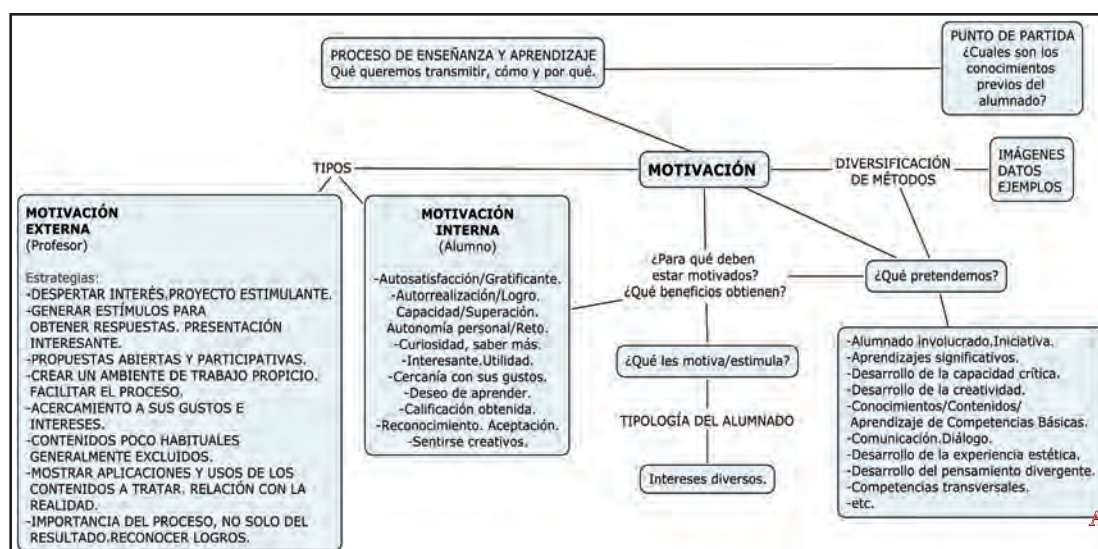 PROCESO DE ENSEÑANZA Y APRENDIZAJE
Qué queremos transmitir, cómo y por qué.
PUNTO DE PARTIDA
¿Cuales son los
conocimientos
previos del
alumnado?
TIPOS
MOTIVACIÓN
DIVERSIFICACIÓN
DE MÉTODOS
IMÁGENES
DATOS
EJEMPLOS
MOTIVACIÓN
EXTERNA
(Profesor)
Estrategias:
-DESPERTAR INTERÉS.PROYECTO ESTIMULANTE.
-GENERAR ESTÍMULOS PARA
OBTENER RESPUESTAS. PRESENTACIÓN
INTERESANTE.
-PROPUESTAS ABIERTAS Y PARTICIPATIVAS.
-CREAR UN AMBIENTE DE TRABAJO PROPICIO.
FACILITAR EL PROCESO.
-ACERCAMIENTO A SUS GUSTOS E
INTERESES.
-CONTENIDOS POCO HABITUALES
GENERALMENTE EXCLUIDOS.
-MOSTRAR APLICACIONES Y USOS DE LOS
CONTENIDOS A TRATAR. RELACIÓN CON LA
REALIDAD.
-IMPORTANCIA DEL PROCESO, NO SOLO DEL
RESULTADO.RECONOCER LOGROS.
MOTIVACIÓN
INTERNA
(Alumno)
-Autosatisfacción/Gratificante.
-Autorrealización/Logro.
Capacidad/Superación.
Autonomía personal/Reto.
-Curiosidad, saber más.
-Interesante.Utilidad.
-Cercanía con sus gustos.
-Deseo de aprender.
-Calificación obtenida.
-Reconocimiento. Aceptación.
-Sentirse creativos.
¿Para qué deben
estar motivados?
¿Qué beneficios obtienen?
¿Qué les motiva/estimula?
TIPOLOGÍA DEL ALUMNADO
Intereses diversos.
¿Qué pretendemos?
-Alumnado involucrado.Iniciativa.
-Aprendizajes significativos.
-Desarrollo de la capacidad crítica.
-Desarrollo de la creatividad.
-Conocimientos/Contenidos/
Aprendizaje de Competencias Básicas.
-Comunicación.Diálogo.
-Desarrollo de la experiencia estética.
-Desarrollo del pensamiento divergente.
-Competencias transversales.
-etc.